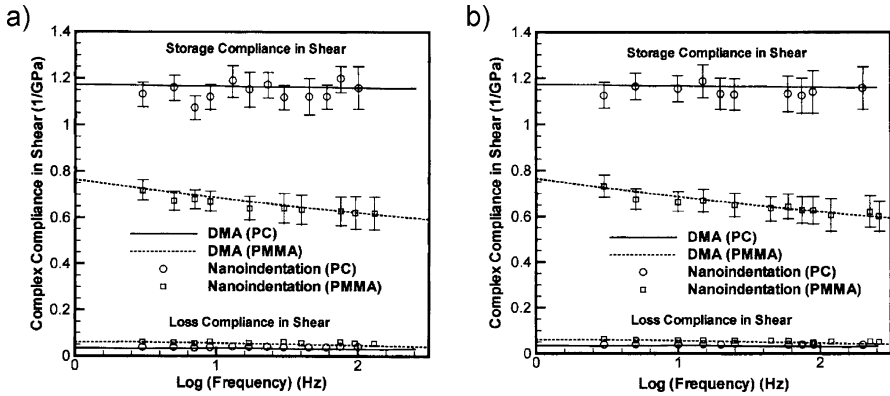 a)
Complex Compliance in Shear (1/GPa)
1.4
1.2
1
0.8
0.6
0.4
0.2
0
Storage Compliance in Shear
DMA (PC)
DMA (PMMA)
Nanoindentation (PC)
Nanoindentation (PMMA)
Loss Compliance in Shear
1
2
Log (Frequency) (Hz)
b)
Complex Compliance in Shear (1/GPa)
1.4
1.2
1
0.8
0.6
0.4
0.2
0
Storage Compliance in Shear
DMA (PC)
DMA (PMMA)
Nanoindentation (PC)
Nanoindentation (PMMA)
Loss Compliance in Shear
1
2
Log (Frequency) (Hz)